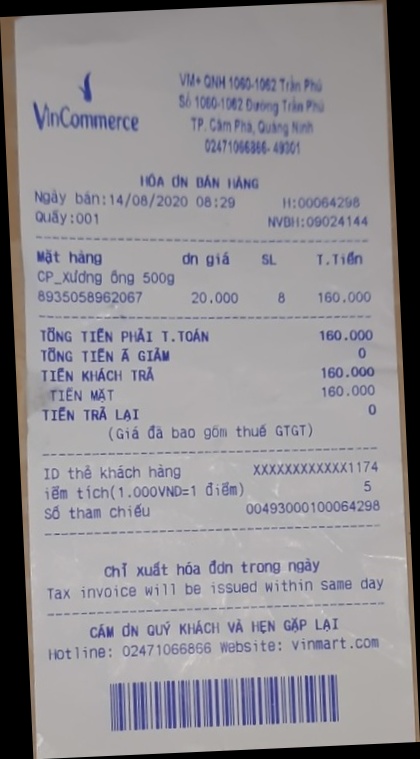 VinCommerce
VM+ QNH 1060-1062 Trần Phú
Số 1060-1062 Đường Trần Phú
TP. Cẩm Phả, Quảng Ninh
02471066866- 49301
HÓA ĐN BÁN HÀNG
Ngày bán:14/08/2020 08:29 H:00064298
Quầy:001 NVBH:09024144
Mặt hàng đn giá SL T.Tiền
CP_xương ống 500g
8935058962067 20.000 8 160.000
TỔNG TIỀN PHẢI T.TOÁN 160.000
TỔNG TIỀN Ã GIẢM 0
TIỀN KHÁCH TRẢ 160.000
TIỀN MẶT 160.000
TIỀN TRẢ LẠI 0
(Giá đã bao gồm thuế GTGT)
ID thẻ khách hàng XXXXXXXXXXXX1174
iểm tích(1.000VND=1 điểm) 5
Số tham chiếu 00493000100064298
Chỉ xuất hóa đơn trong ngày
Tax invoice will be issued within same day
CẢM ƠN QUÝ KHÁCH VÀ HẸN GẶP LẠI
Hotline: 02471066866 Website: vinmart.com